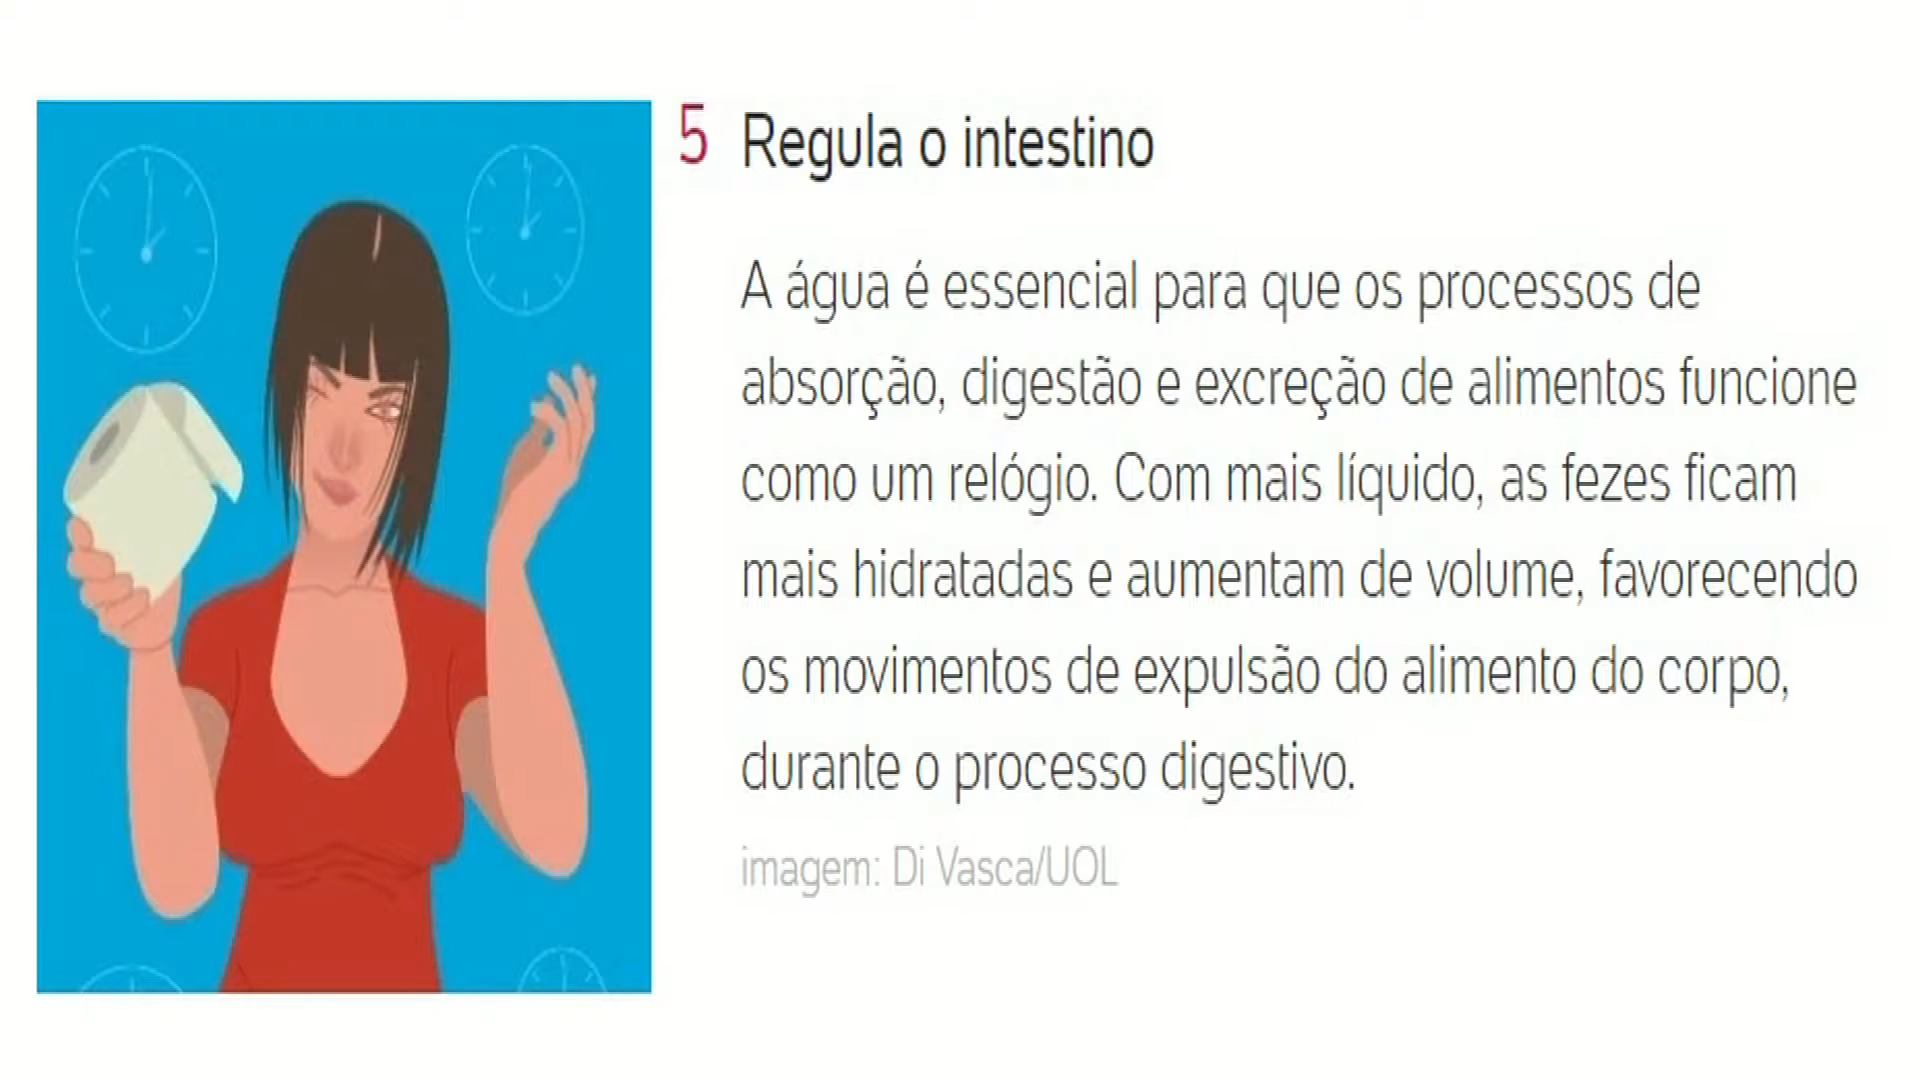 5 Regula o intestino
A água é essencial para que os processos de
absorção, digestão e excreção de alimentos funcione
como um relógio. Com mais líquido, as fezes ficam
mais hidratadas e aumentam de volume, favorecendo
os movimentos de expulsão do alimento do corpo,
durante o processo digestivo.
imagem: Di Vasca/UOL